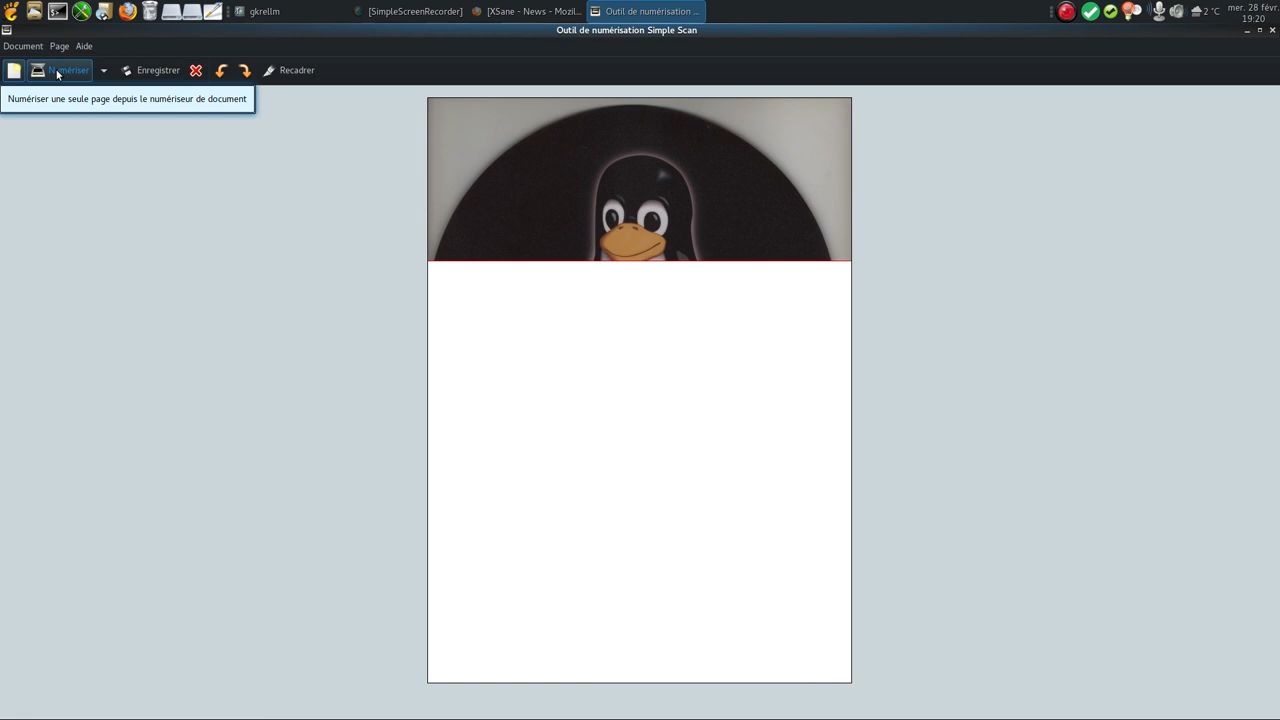 gkrellm
[SimpleScreenRecorder]
[XSane - News - Mozil...
Outil de numérisation ...
2 °C
mer. 28 févr
19:20
Outil de numérisation Simple Scan
Document Page Aide
Numériser Enregistrer Recadrer
Numériser une seule page depuis le numériseur de document